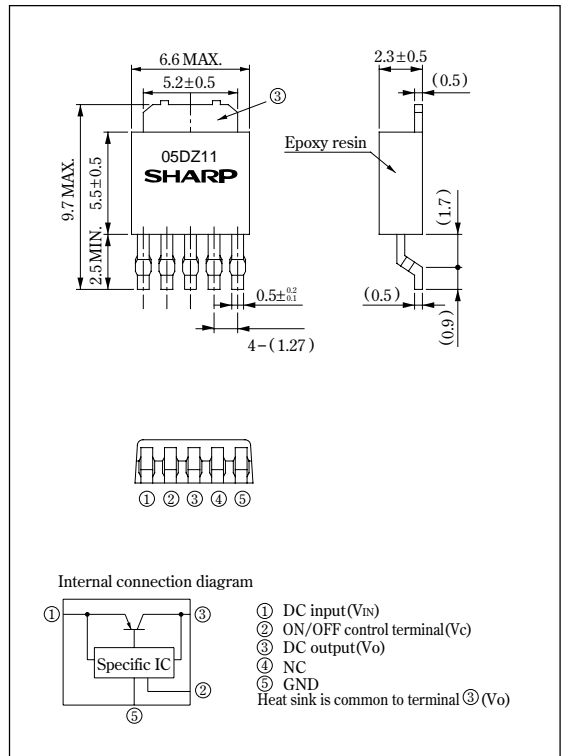 6.6 MAX.
5.2±0.5
③
2.3±0.5
(0.5)
Epoxy resin
05DZ11
SHARP
9.7 MAX.
5.5±0.5
2.5 MIN.
(1.7)
0.5±0.2 0.1
(0.5)
(0.9)
4−(1.27)
① ② ③ ④ ⑤
Internal connection diagram
①
③
Specific IC
②
⑤
① DC input(VIN)
② ON/OFF control terminal(Vc)
③ DC output(Vo)
④ NC
⑤ GND
Heat sink is common to terminal ③ (Vo)